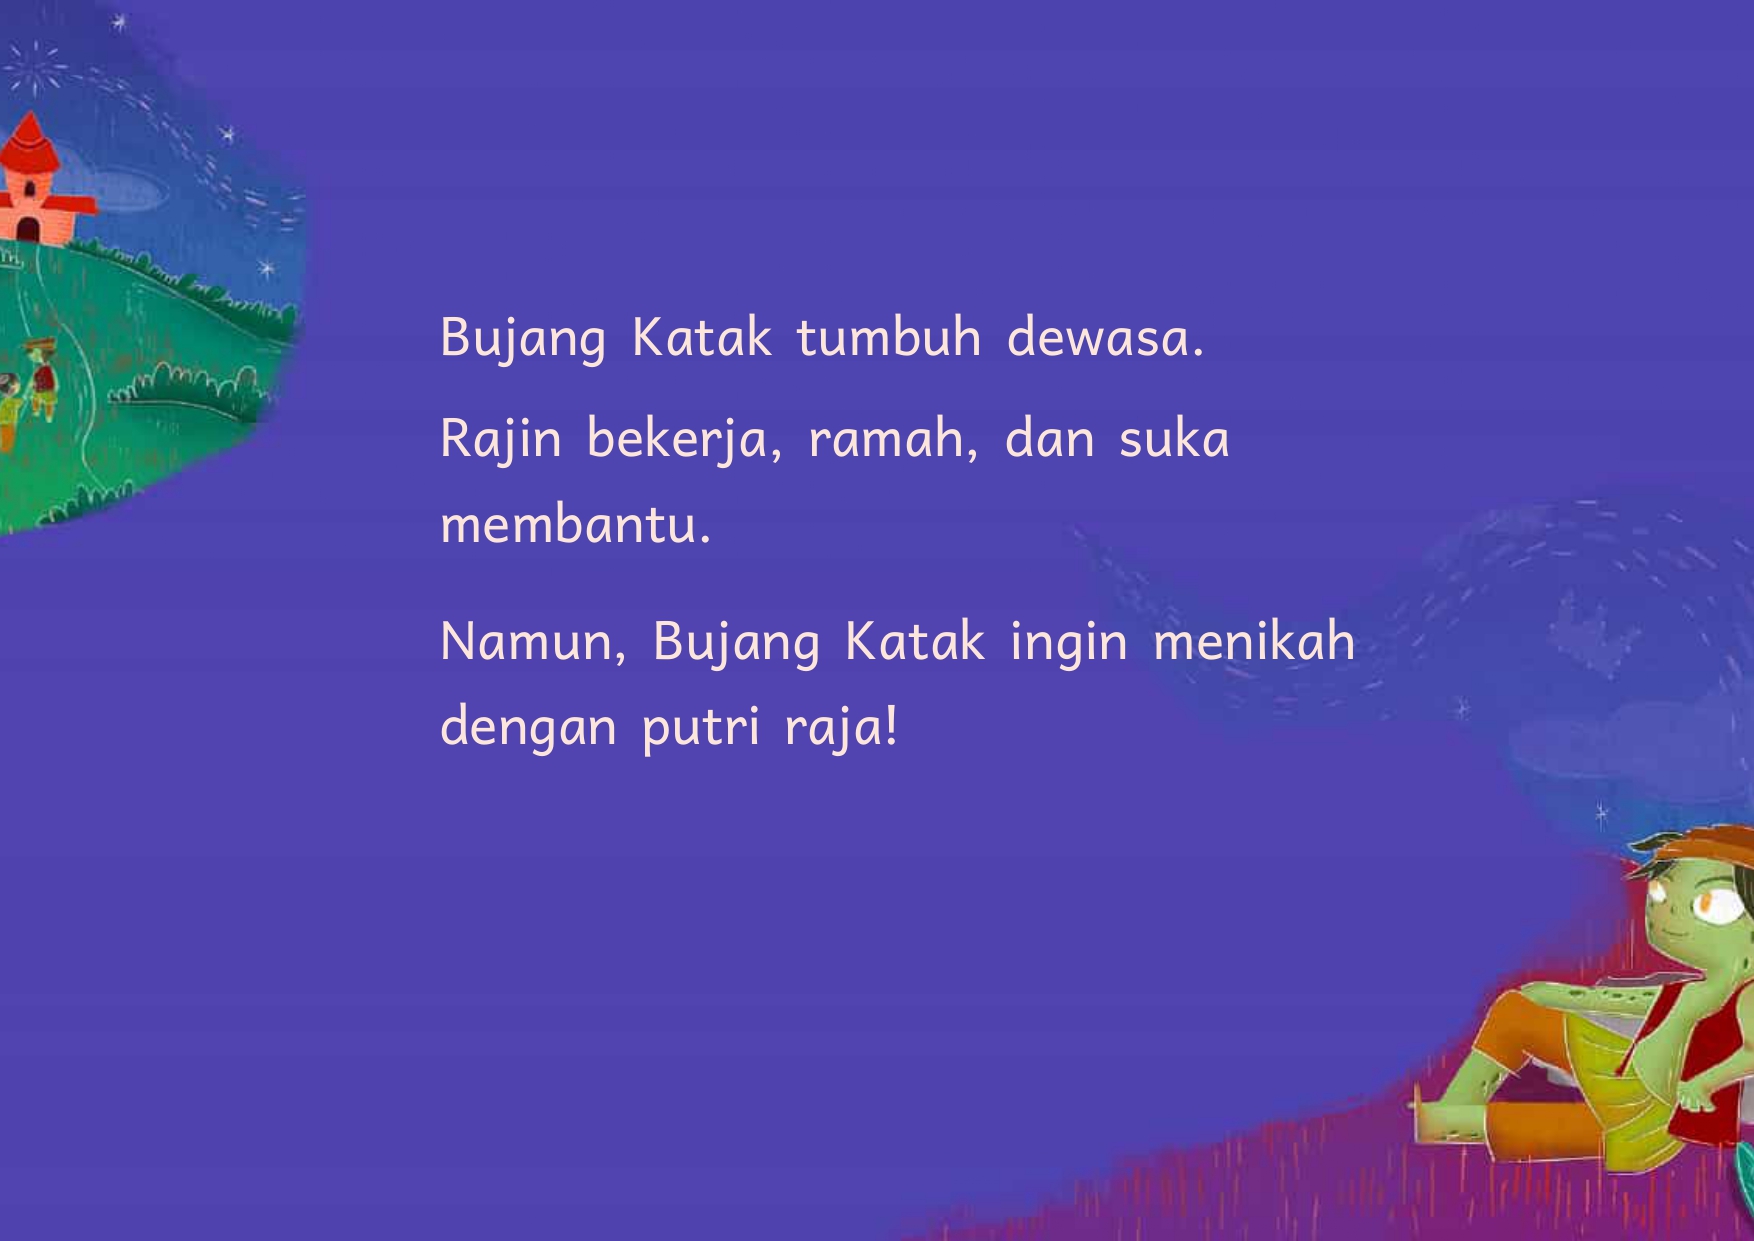 Bujang Katak tumbuh dewasa.
Rajin bekerja, ramah, dan suka
membantu.
Namun, Bujang Katak ingin menikah
dengan putri raja!